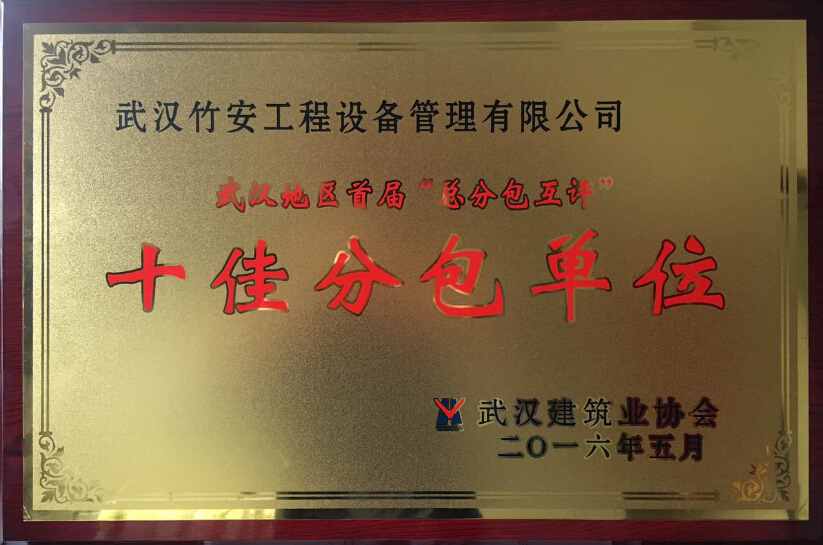 武汉竹安工程设备管理有限公司
武汉地区首届“总分包互评”
十佳分包单位
武汉建筑业协会
二〇一六年五月